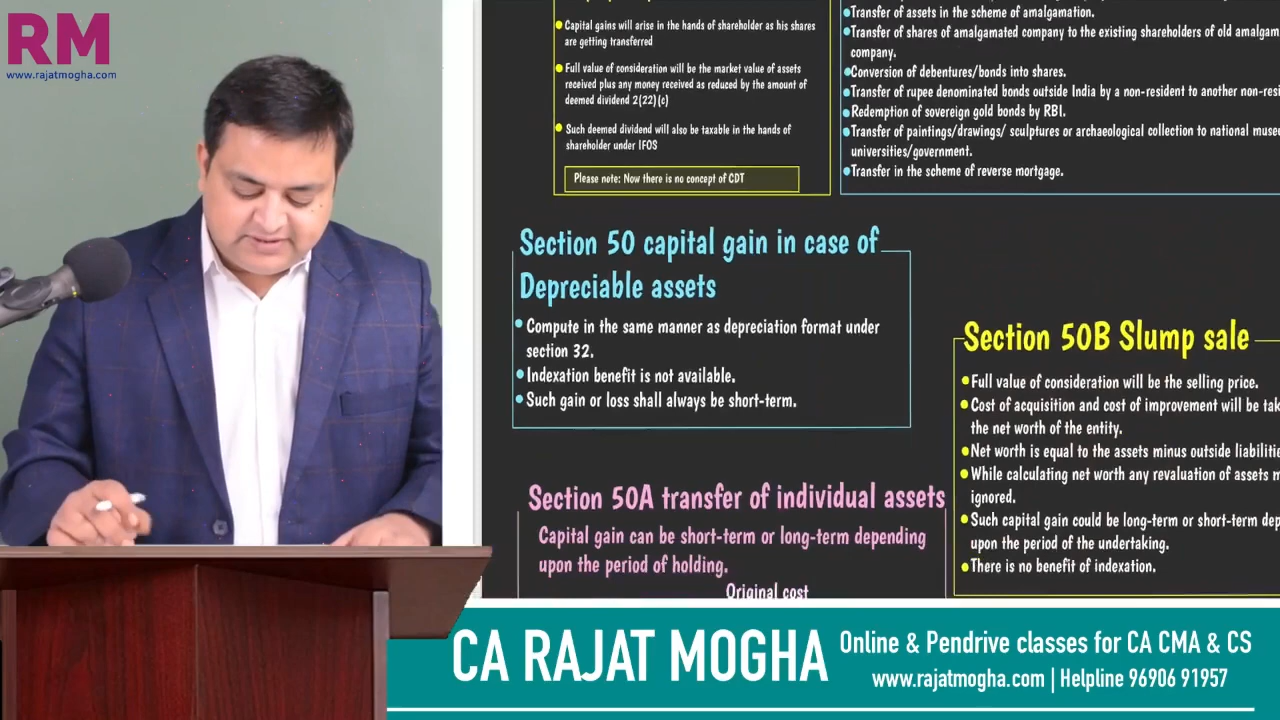 RM
www.rajatmogha.com
Capital gains will arise in the hands of shareholder as his shares
are getting transferred
Full value of consideration will be the market value of assets
received plus any money received as reduced by the amount of
deemed dividend 2(22)(c)
Such deemed dividend will also be taxable in the hands of
shareholder under IFOS
Please note: Now there is no concept of CDT
Transfer of assets in the scheme of amalgamation.
Transfer of shares of amalgamated company to the existing shareholders of old
company.
Conversion of debentures/bonds into shares.
Transfer of rupee denominated bonds outside India by a non-resident to another
Redemption of sovereign gold bonds by RBI.
Transfer of paintings/drawings/ sculptures or archaeological collection to national
universities/government.
Transfer in the scheme of reverse mortgage.
Section 50 capital gain in case of
Depreciable assets
Compute in the same manner as depreciation format under
section 32.
Indexation benefit is not available.
Such gain or loss shall always be short-term.
Section 50A transfer of individual assets
Capital gain can be short-term or long-term depending
upon the period of holding.
Original cost
Section 50B Slump sale
Full value of consideration will be the selling price.
Cost of acquisition and cost of improvement will be
the net worth of the entity.
Net worth is equal to the assets minus outside
While calculating net worth any revaluation of assets
ignored.
Such capital gain could be long-term or short-term
upon the period of the undertaking.
There is no benefit of indexation.
CA RAJAT MOGHA
Online & Pendrive classes for CA CMA & CS
www.rajatmogha.com | Helpline 96906 91957